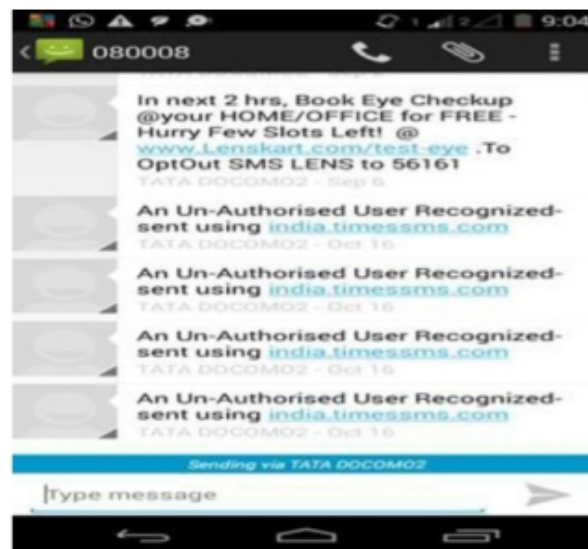 9:04
1 2
080008
In next 2 hrs, Book Eye Checkup
@your HOME/OFFICE for FREE -
Hurry Few Slots Left! @
www.Lenskart.com/test-eye .To
OptOut SMS LENS to 56161
TATA DOCOMO2 - Sep 6
An Un-Authorised User Recognized-
sent using india.timessms.com
TATA DOCOMO2 - Oct 16
An Un-Authorised User Recognized-
sent using india.timessms.com
TATA DOCOMO2 - Oct 16
An Un-Authorised User Recognized-
sent using india.timessms.com
TATA DOCOMO2 - Oct 16
An Un-Authorised User Recognized-
sent using india.timessms.com
TATA DOCOMO2 - Oct 16
Sending via TATA DOCOMO2
Type message